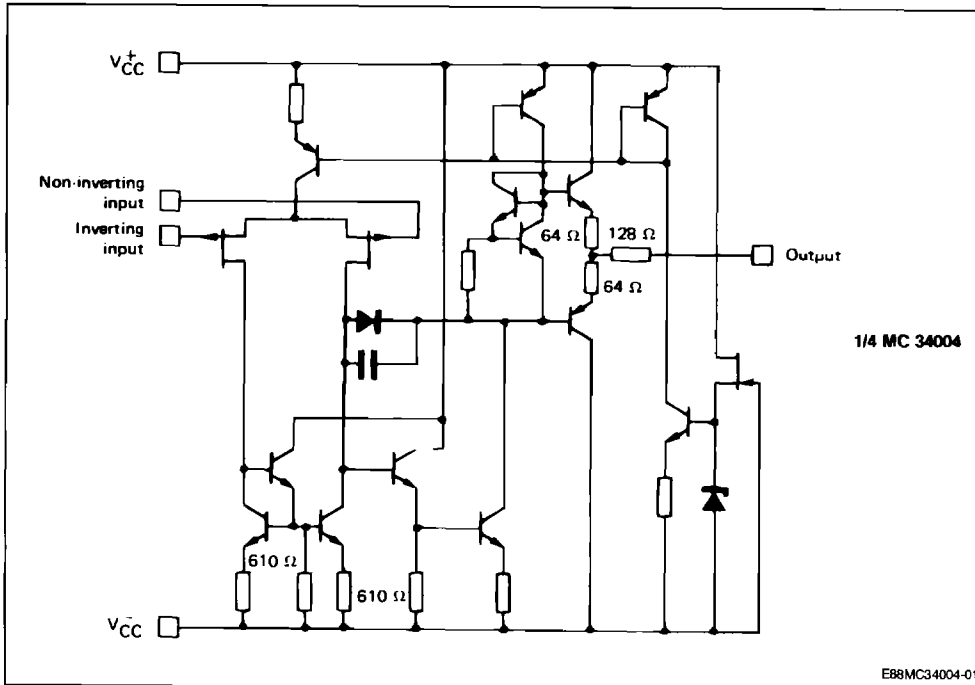 V⁺CC
Non-inverting
input
Inverting
input
64 Ω
128 Ω
Output
64 Ω
1/4 MC 34004
610 Ω
610 Ω
V⁻CC
E88MC34004-01